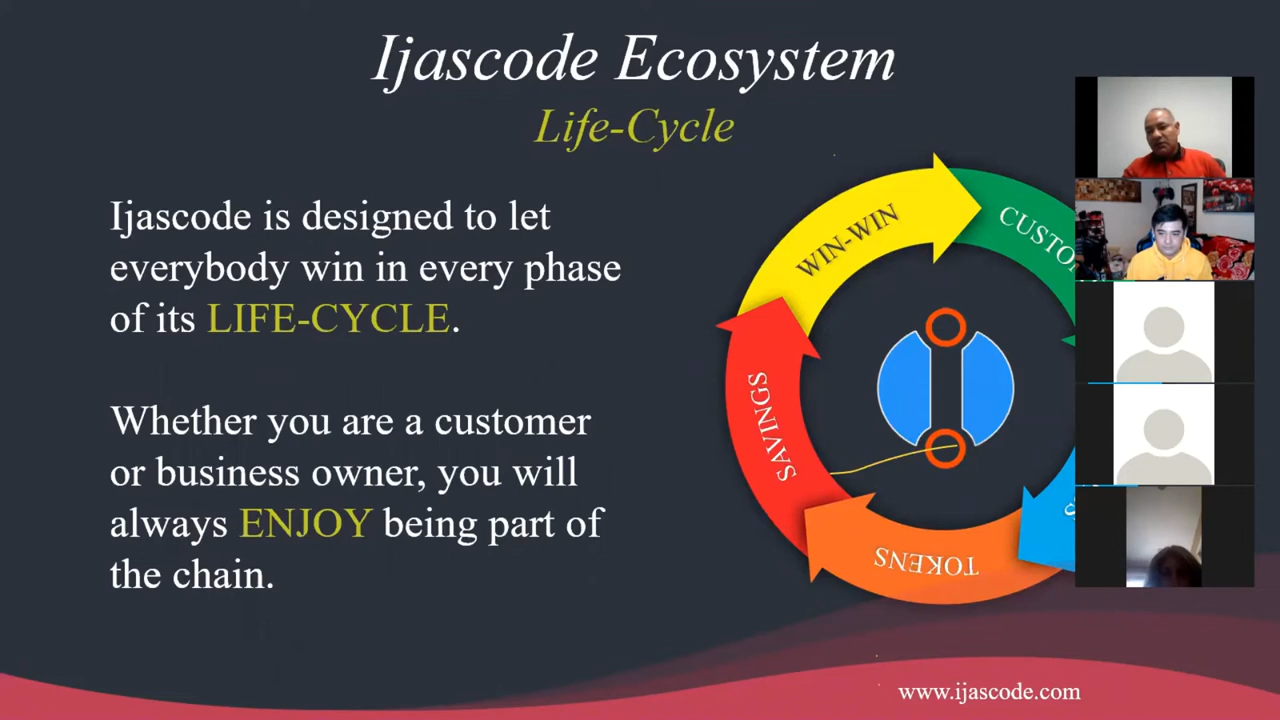 Ijascode Ecosystem
Life-Cycle
Ijascode is designed to let
everybody win in every phase
of its LIFE-CYCLE.
Whether you are a customer
or business owner, you will
always ENJOY being part of
the chain.
WIN-WIN
SAVINGS
TOKENS
www.ijascode.com